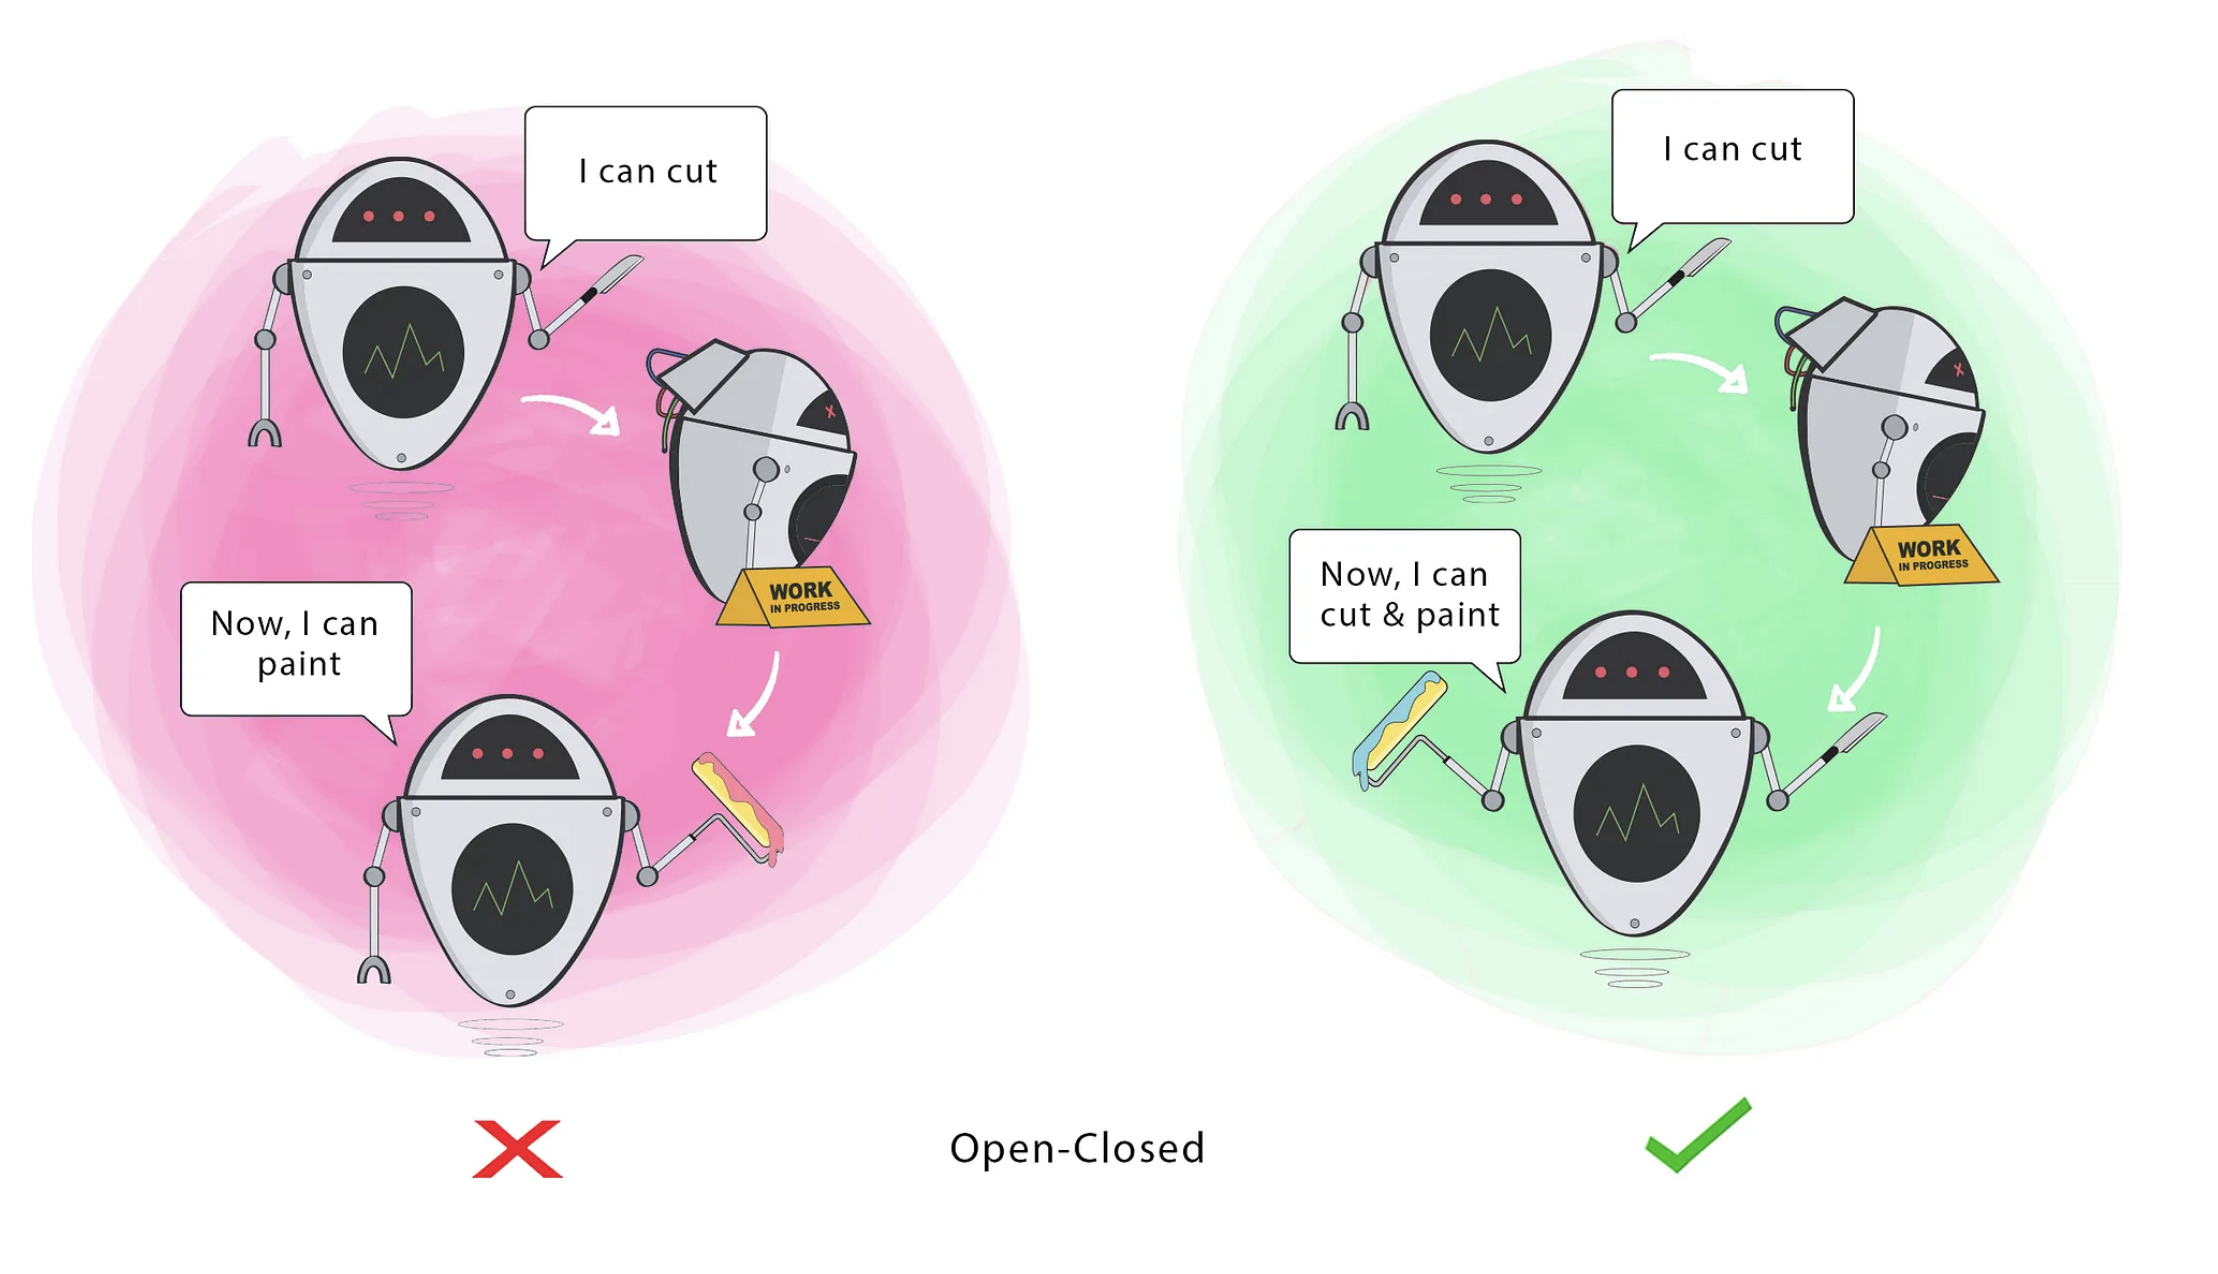 I can cut
WORK
IN PROGRESS
Now, I can
paint
I can cut
WORK
IN PROGRESS
Now, I can
cut & paint
Open-Closed